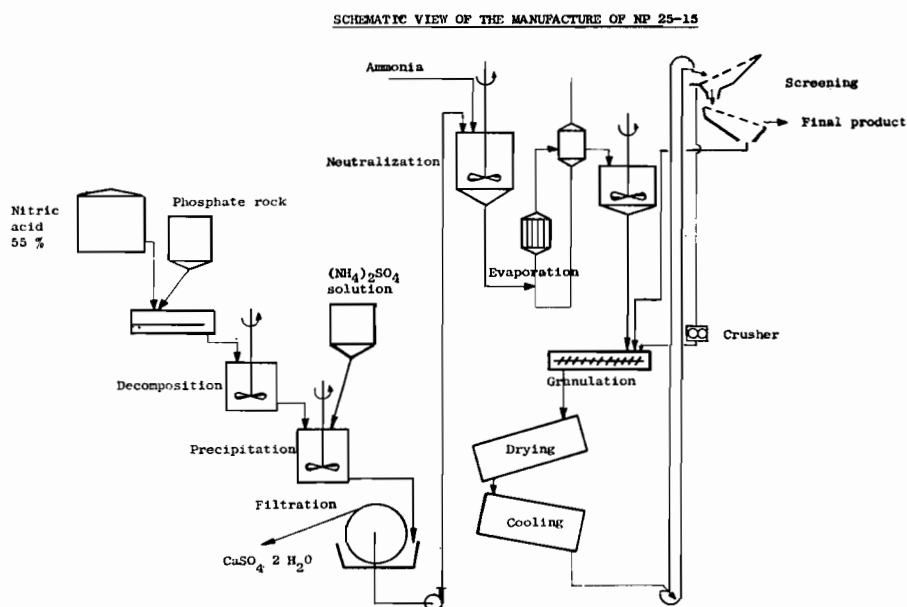 SCHEMATIC VIEW OF THE MANUFACTURE OF NP 25-15
Ammonia
Screening
Final product
Neutralization
Phosphate rock
Nitric
acid
55 %
Evaporation
(NH4)2SO4
solution
Crusher
Granulation
Decomposition
Precipitation
Drying
Filtration
Cooling
CaSO4 2 H2O